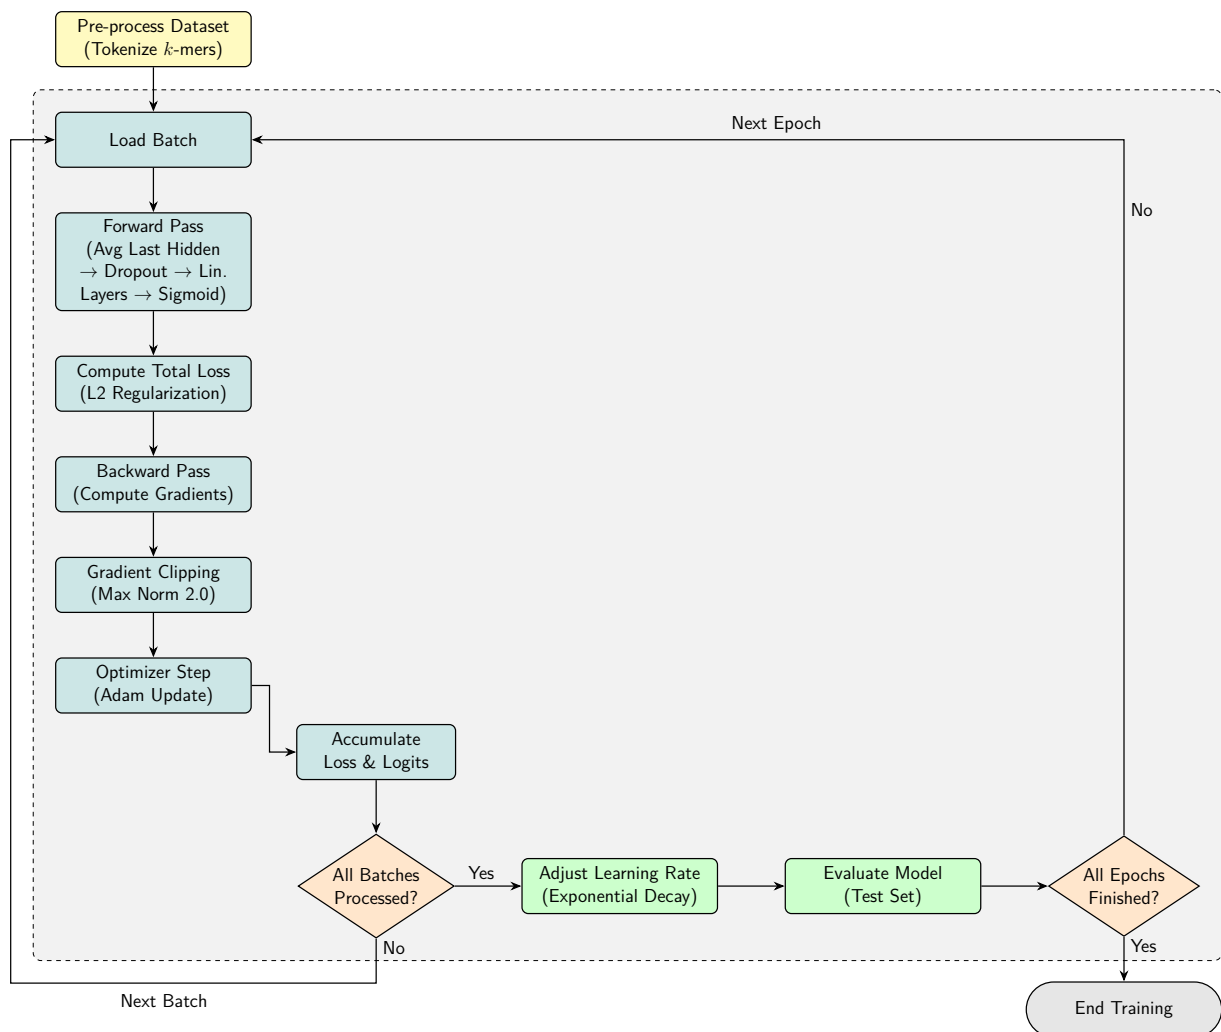 Pre-process Dataset
(Tokenize k-mers)
Load Batch
Next Epoch
No
Forward Pass
(Avg Last Hidden
→ Dropout → Lin.
Layers → Sigmoid)
Compute Total Loss
(L2 Regularization)
Backward Pass
(Compute Gradients)
Gradient Clipping
(Max Norm 2.0)
Optimizer Step
(Adam Update)
Accumulate
Loss & Logits
All Batches
Processed?
Yes
Adjust Learning Rate
(Exponential Decay)
Evaluate Model
(Test Set)
All Epochs
Finished?
No
Yes
Next Batch
End Training